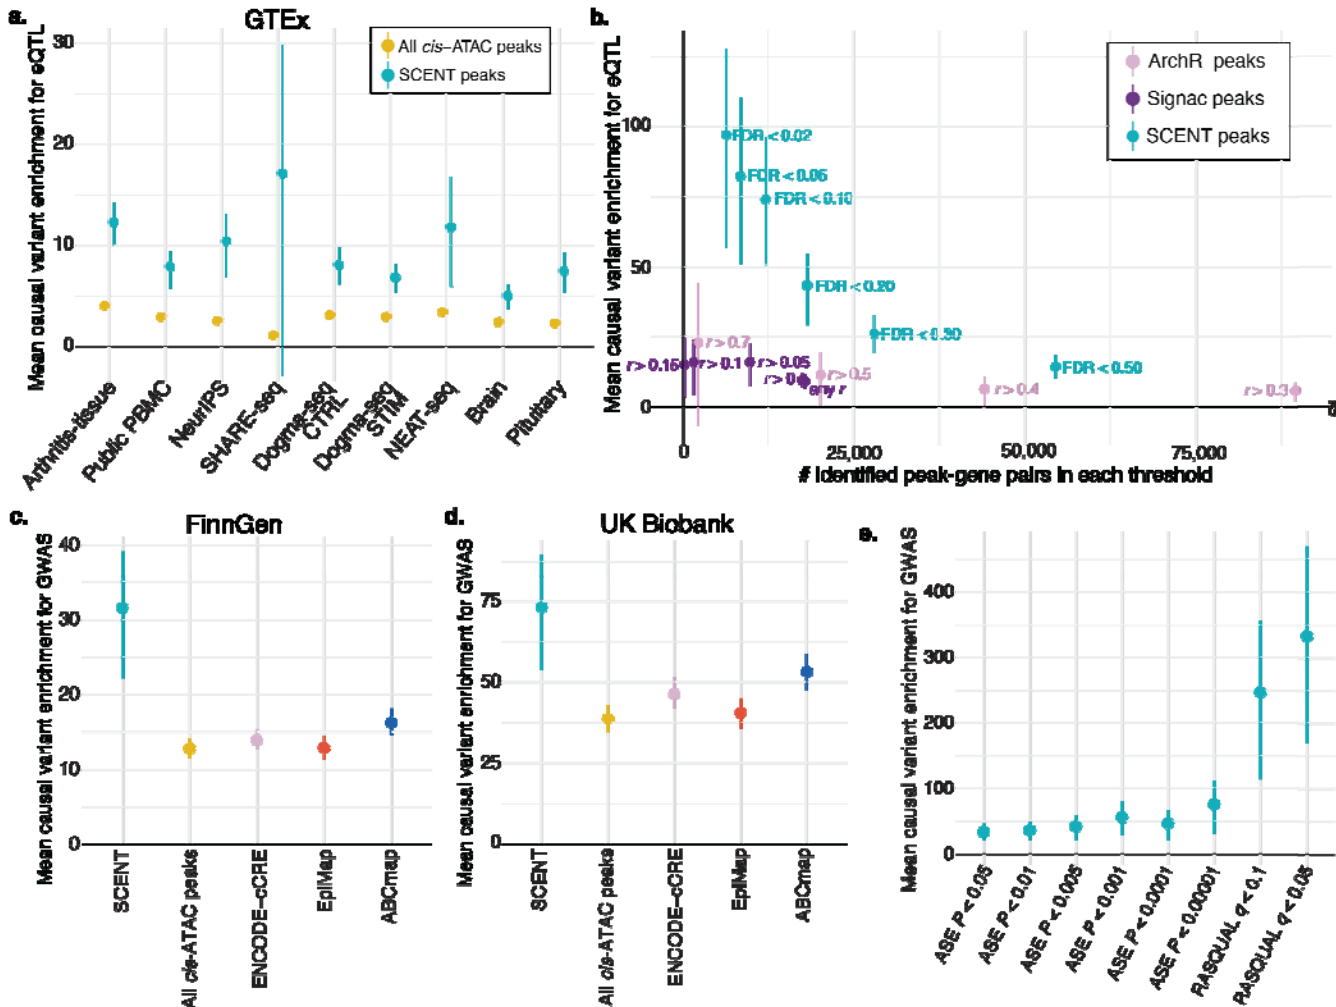 a.
GTEx
Mean causal variant enrichment for eQTL
30
20
10
0
All cis–ATAC peaks
SCENT peaks
Arthritis-tissue
Public PBMC
NeurIPS
SHARE-seq
Dogma-seq
CTRL
Dogma-seq
STIM
NEAT-seq
Brain
Pituitary
b.
Mean causal variant enrichment for eQTL
100
50
0
ArchR peaks
Signac peaks
SCENT peaks
FDR < 0.02
FDR < 0.05
FDR < 0.10
FDR < 0.20
FDR < 0.30
FDR < 0.50
r > 0.7
r > 0.15
r > 0.1
r > 0.05
r > 0
any r
r > 0.5
r > 0.4
r > 0.3
0
25,000
50,000
75,000
# Identified peak-gene pairs in each threshold
c.
FinnGen
Mean causal variant enrichment for GWAS
40
30
20
10
0
SCENT
All cis-ATAC peaks
ENCODE–cCRE
EpiMap
ABCmap
d.
UK Biobank
Mean causal variant enrichment for GWAS
75
50
25
0
SCENT
All cis-ATAC peaks
ENCODE–cCRE
EpiMap
ABCmap
e.
Mean causal variant enrichment for GWAS
400
300
200
100
0
ASE P < 0.05
ASE P < 0.01
ASE P < 0.005
ASE P < 0.001
ASE P < 0.0001
ASE P < 0.00001
RASQUAL q < 0.1
RASQUAL q < 0.05